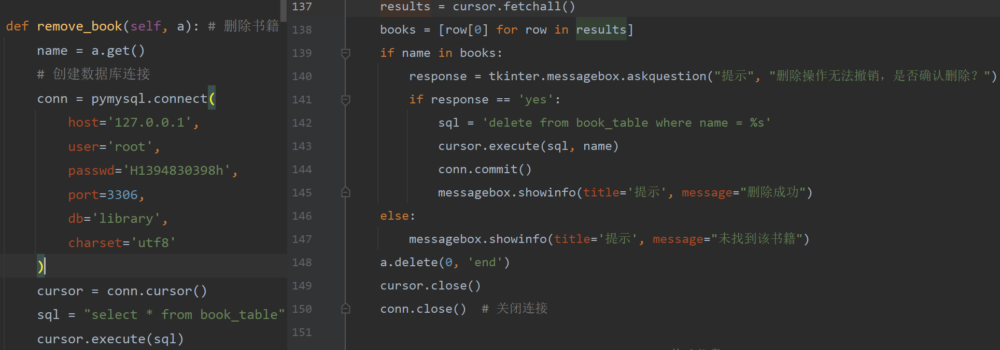 def remove_book(self, a): # 删除书籍
name = a.get()
# 创建数据库连接
conn = pymysql.connect(
host='127.0.0.1',
user='root',
passwd='H1394830398h',
port=3306,
db='library',
charset='utf8'
)
cursor = conn.cursor()
sql = "select * from book_table"
cursor.execute(sql)
137 results = cursor.fetchall()
138 books = [row[0] for row in results]
139 if name in books:
140 response = tkinter.messagebox.askquestion("提示", "删除操作无法撤销，是否确认删除？")
141 if response == 'yes':
142 sql = 'delete from book_table where name = %s'
143 cursor.execute(sql, name)
144 conn.commit()
145 messagebox.showinfo(title='提示', message="删除成功")
146 else:
147 messagebox.showinfo(title='提示', message="未找到该书籍")
148 a.delete(0, 'end')
149 cursor.close()
150 conn.close() # 关闭连接
151